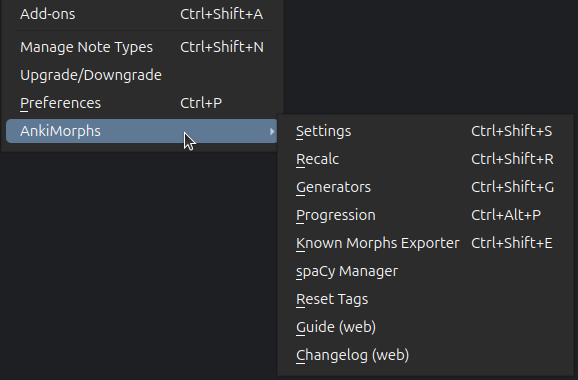 Add-ons Ctrl+Shift+A
Manage Note Types Ctrl+Shift+N
Upgrade/Downgrade
Preferences Ctrl+P
AnkiMorphs
Settings Ctrl+Shift+S
Recalc Ctrl+Shift+R
Generators Ctrl+Shift+G
Progression Ctrl+Alt+P
Known Morphs Exporter Ctrl+Shift+E
spaCy Manager
Reset Tags
Guide (web)
Changelog (web)